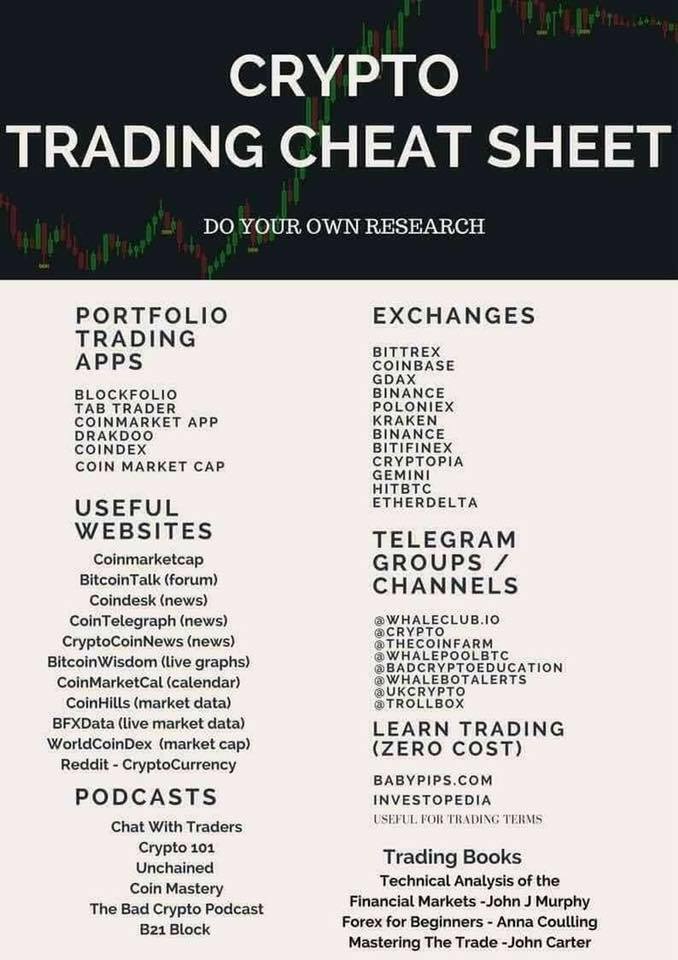 CRYPTO
TRADING CHEAT SHEET
DO YOUR OWN RESEARCH
PORTFOLIO
TRADING
APPS
BLOCKFOLIO
TAB TRADER
COINMARKET APP
DRAKDOO
COINDEX
COIN MARKET CAP
USEFUL
WEBSITES
Coinmarketcap
BitcoinTalk (forum)
Coindesk (news)
CoinTelegraph (news)
CryptoCoinNews (news)
BitcoinWisdom (live graphs)
CoinMarketCal (calendar)
CoinHills (market data)
BFXData (live market data)
WorldCoinDex (market cap)
Reddit - CryptoCurrency
PODCASTS
Chat With Traders
Crypto 101
Unchained
Coin Mastery
The Bad Crypto Podcast
B21 Block
EXCHANGES
BITTREX
COINBASE
GDAX
BINANCE
POLONIEX
KRAKEN
BINANCE
BITIFINEX
CRYPTOPIA
GEMINI
HITBTC
ETHERDELTA
TELEGRAM
GROUPS /
CHANNELS
@WHALECLUB.IO
@CRYPTO
@THECOINFARM
@WHALEPOOLBTC
@BADCRYPTOEDUCATION
@WHALEBOTALERTS
@UKCRYPTO
@TROLLBOX
LEARN TRADING
(ZERO COST)
BABYPIPS.COM
INVESTOPEDIA
USEFUL FOR TRADING TERMS
Trading Books
Technical Analysis of the
Financial Markets -John J Murphy
Forex for Beginners - Anna Coulling
Mastering The Trade -John Carter